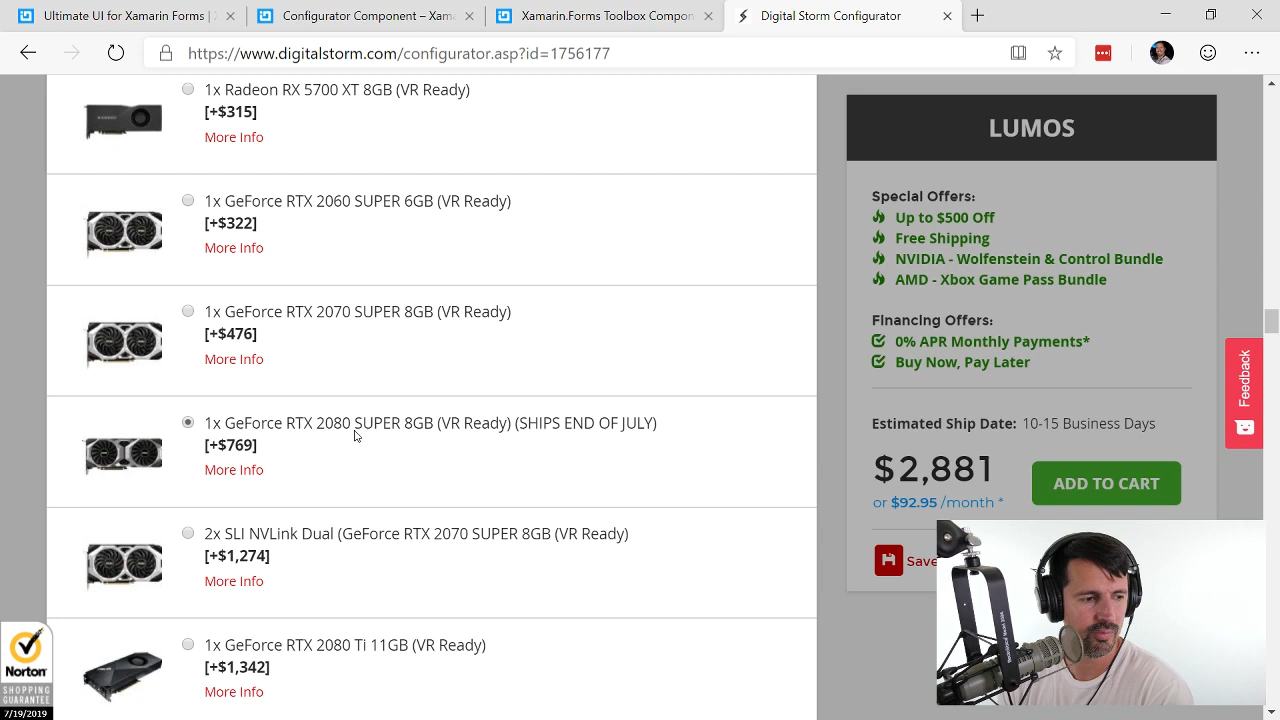 Ultimate UI in Xamarin Forms |
Configurator Component – Xama
Xamarin.Forms Toolbox Compon
Digital Storm Configurator
https://www.digitalstorm.com/configurator.asp?id=1756177
1x Radeon RX 5700 XT 8GB (VR Ready)
[+$315]
More Info
1x GeForce RTX 2060 SUPER 6GB (VR Ready)
[+$322]
More Info
1x GeForce RTX 2070 SUPER 8GB (VR Ready)
[+$476]
More Info
1x GeForce RTX 2080 SUPER 8GB (VR Ready) (SHIPS END OF JULY)
[+$769]
More Info
2x SLI NVLink Dual (GeForce RTX 2070 SUPER 8GB (VR Ready)
[+$1,274]
More Info
1x GeForce RTX 2080 Ti 11GB (VR Ready)
[+$1,342]
More Info
LUMOS
Special Offers:
Up to $500 Off
Free Shipping
NVIDIA - Wolfenstein & Control Bundle
AMD - Xbox Game Pass Bundle
Financing Offers:
0% APR Monthly Payments*
Buy Now, Pay Later
Estimated Ship Date: 10-15 Business Days
$2,881
or $92.95 /month *
ADD TO CART
Save
Feedback
Norton
SHOPPING
GUARANTEE
7/19/2019